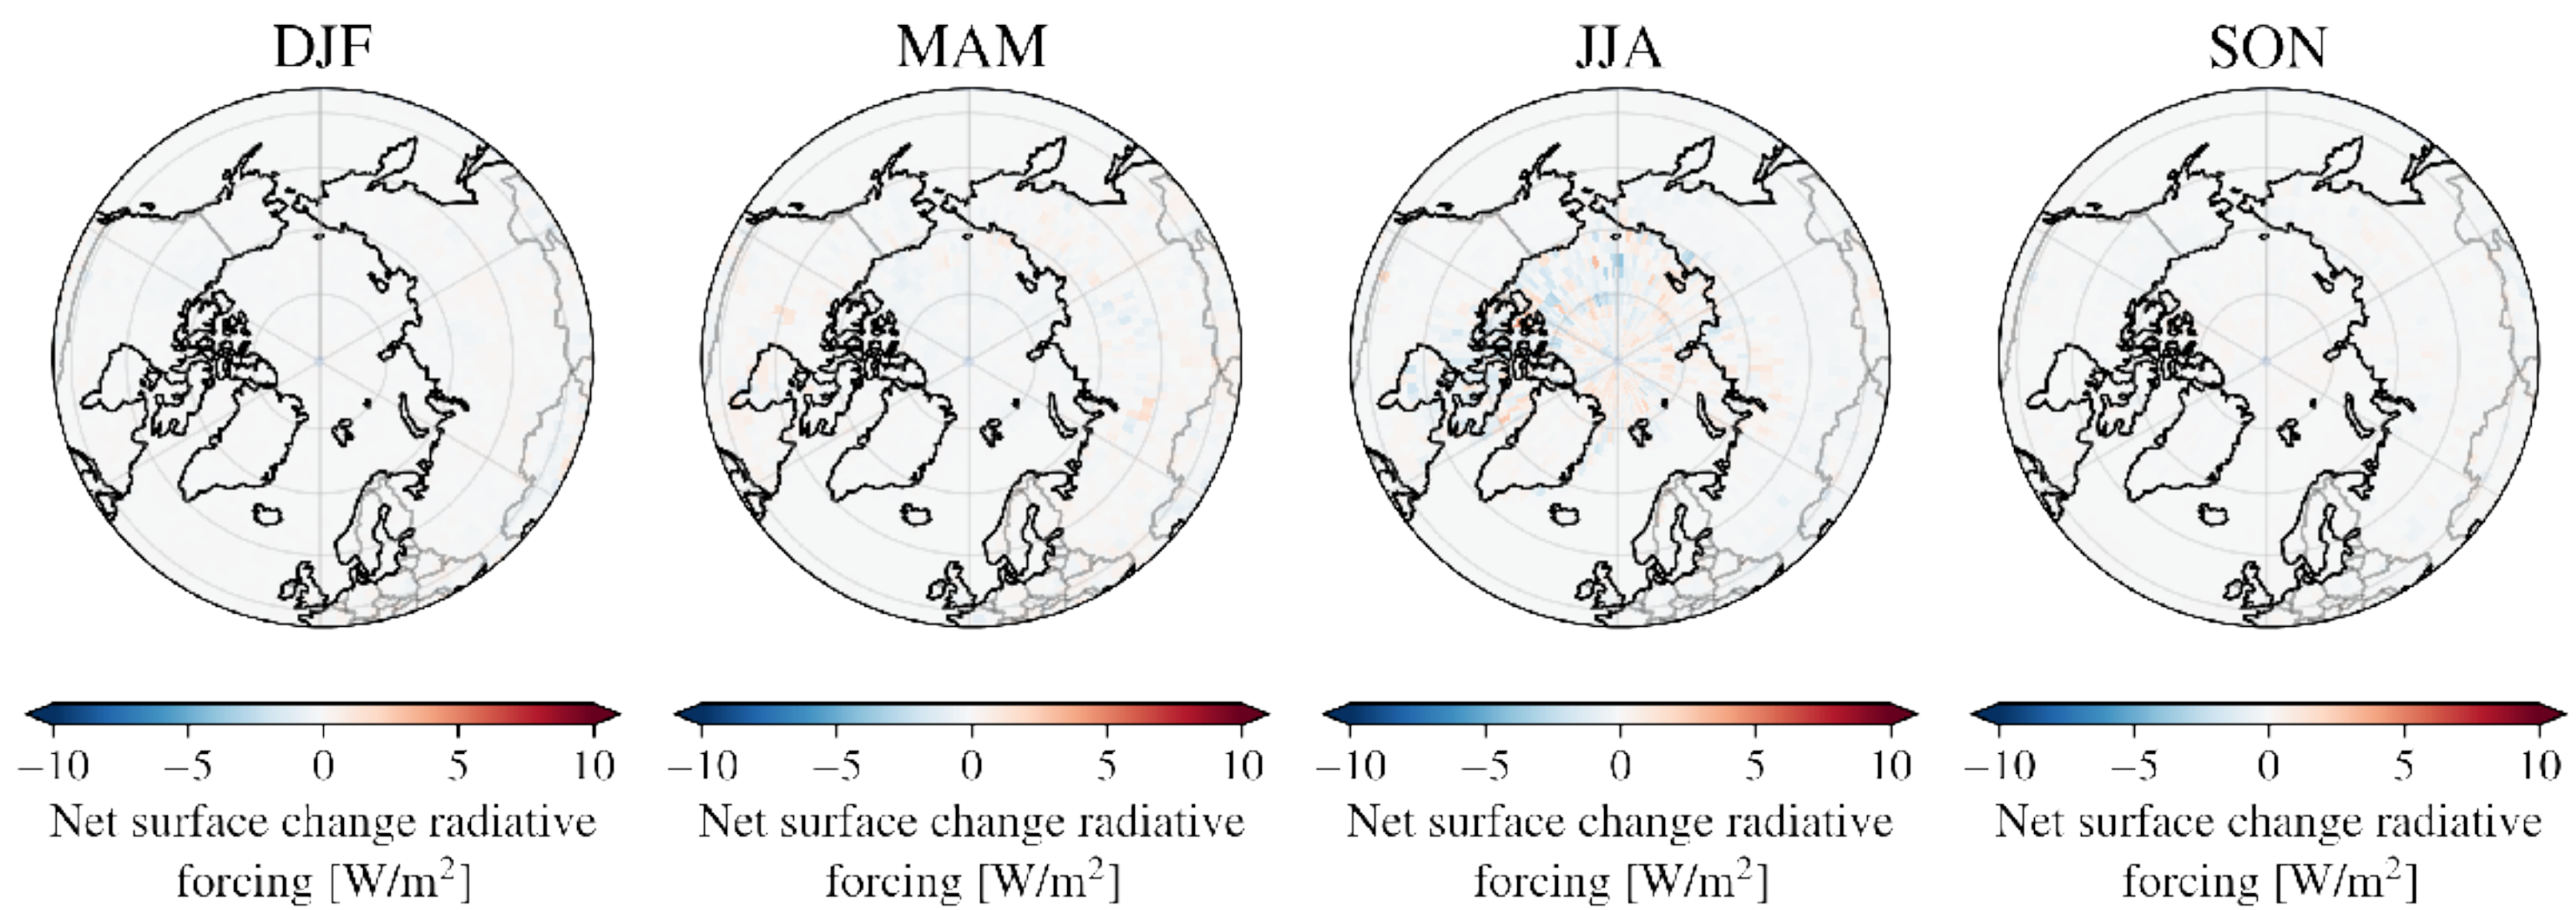 DJF MAM JJA SON
−10 −5 0 5 10 −10 −5 0 5 10 −10 −5 0 5 10 −10 −5 0 5 10
Net surface change radiative Net surface change radiative Net surface change radiative Net surface change radiative
forcing [W/m²] forcing [W/m²] forcing [W/m²] forcing [W/m²]